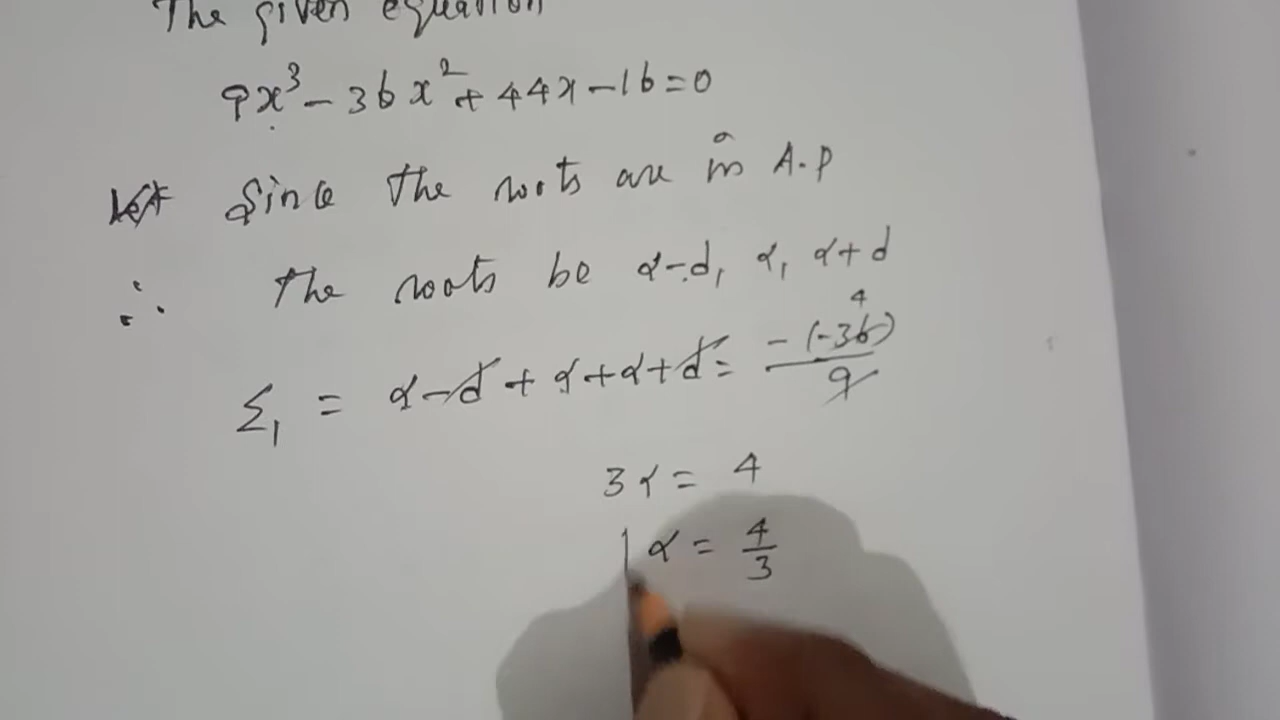 The given equation
9x³ - 36x² + 44x - 16 = 0
Since the roots are in A.P
∴ the roots be α-d, α, α+d
Σ₁ = α-d + α + α + d = -(-36)/9
4
3α = 4
α = 4/3